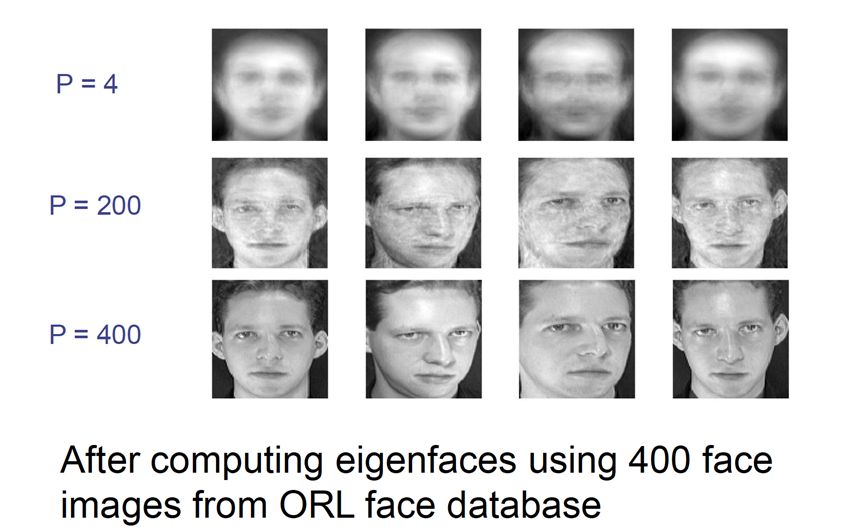 P = 4
P = 200
P = 400
After computing eigenfaces using 400 face
images from ORL face database